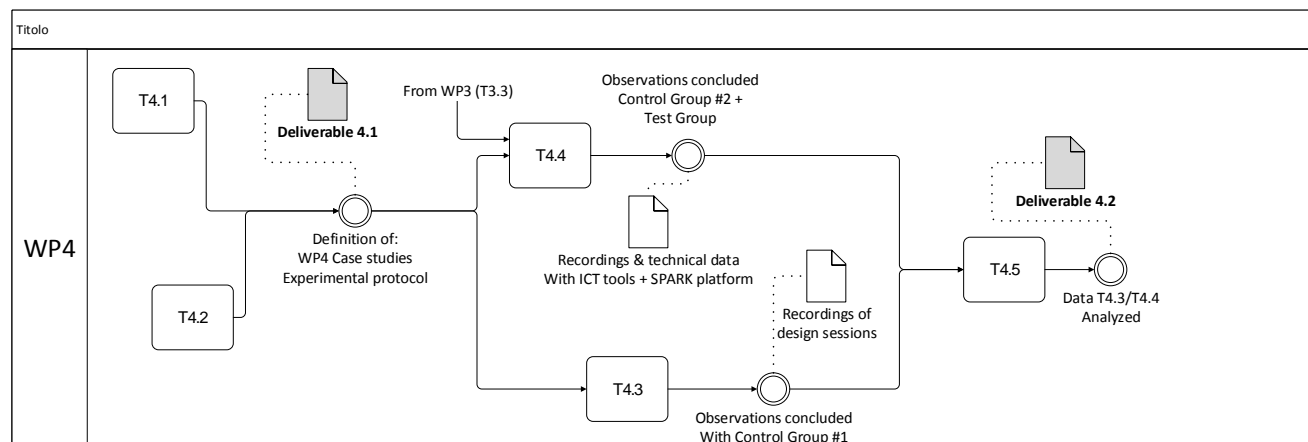 Titolo
WP4
T4.1
Deliverable 4.1
From WP3 (T3.3)
Observations concluded
Control Group #2 +
Test Group
T4.4
Deliverable 4.2
Definition of:
WP4 Case studies
Experimental protocol
Recordings & technical data
With ICT tools + SPARK platform
T4.2
Recordings of
design sessions
T4.5
Data T4.3/T4.4
Analyzed
T4.3
Observations concluded
With Control Group #1